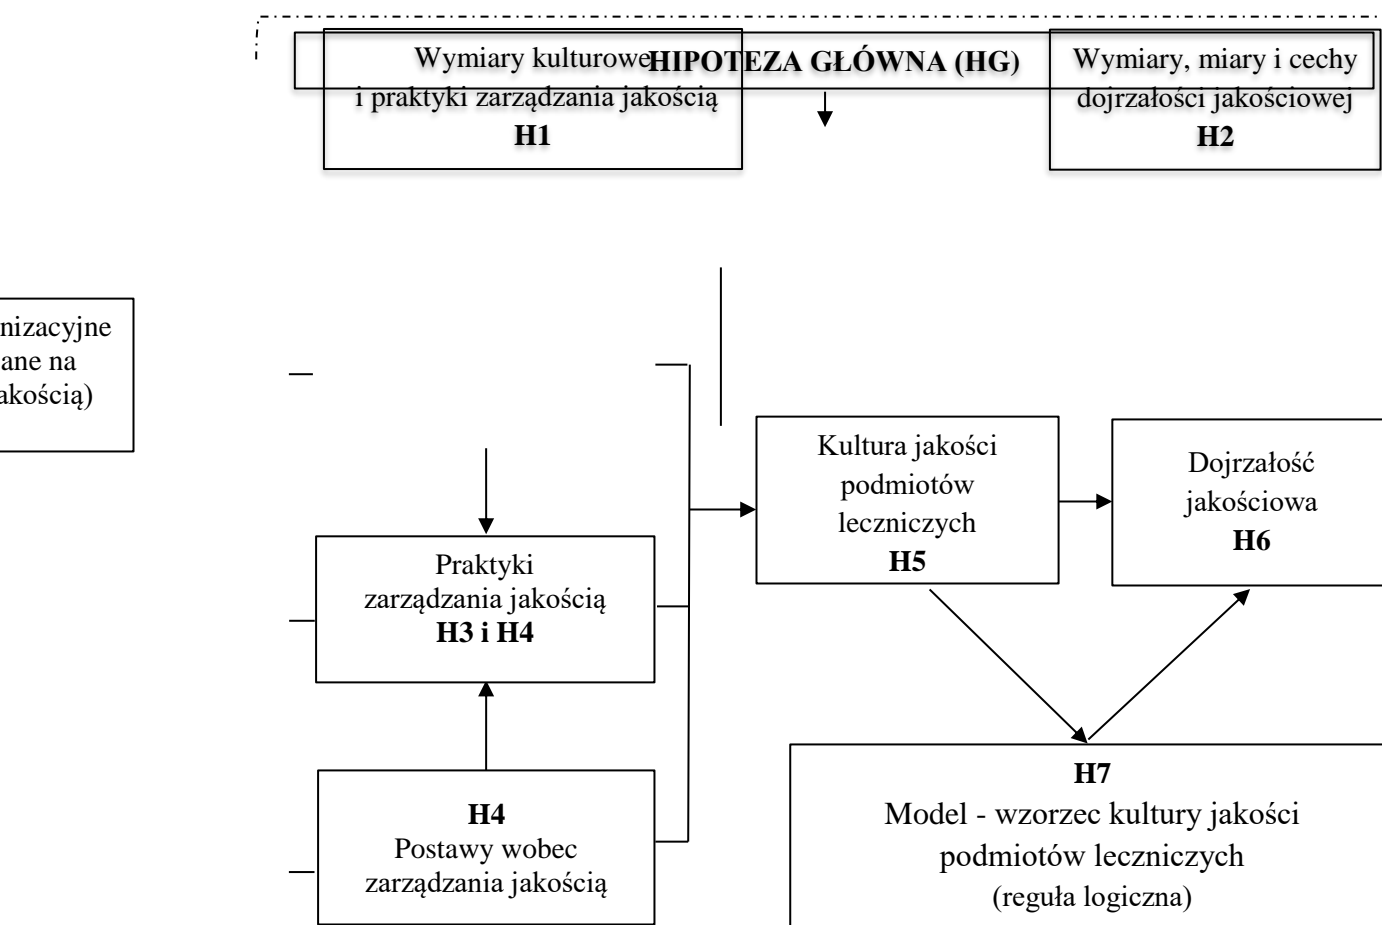 HIPOTEZA GŁÓWNA (HG)
Wymiary kulturowe
i praktyki zarządzania jakością
H1
Wymiary, miary i cechy
dojrzałości jakościowej
H2
nizacyjne
ane na
akością)
Kultura jakości
podmiotów
leczniczych
H5
Dojrzałość
jakościowa
H6
Praktyki
zarządzania jakością
H3 i H4
H4
Postawy wobec
zarządzania jakością
H7
Model - wzorzec kultury jakości
podmiotów leczniczych
(reguła logiczna)